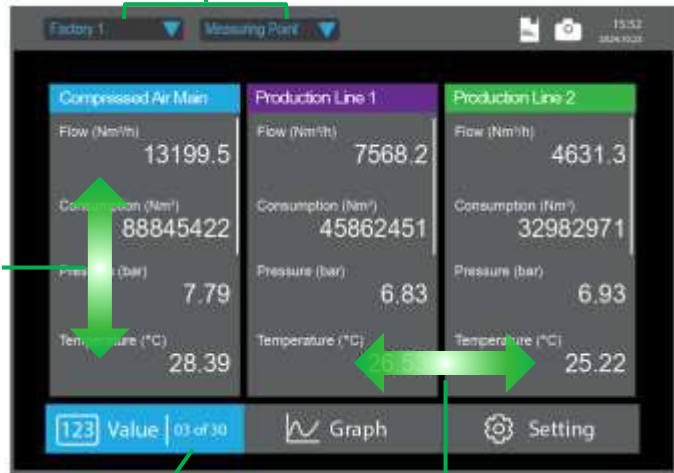 Factory 1
Measuring Point
15:52
Compressed Air Main
Production Line 1
Production Line 2
Flow (Nm³/h)
Flow (Nm³/h)
Flow (Nm³/h)
13199.5
7568.2
4631.3
Consumption (Nm³)
Consumption (Nm³)
Consumption (Nm³)
88845422
45862451
32982971
Pressure (bar)
Pressure (bar)
Pressure (bar)
7.79
6.83
6.93
Temperature (°C)
Temperature (°C)
Temperature (°C)
28.39
25.22
123 Value 03 of 30
Graph
Setting